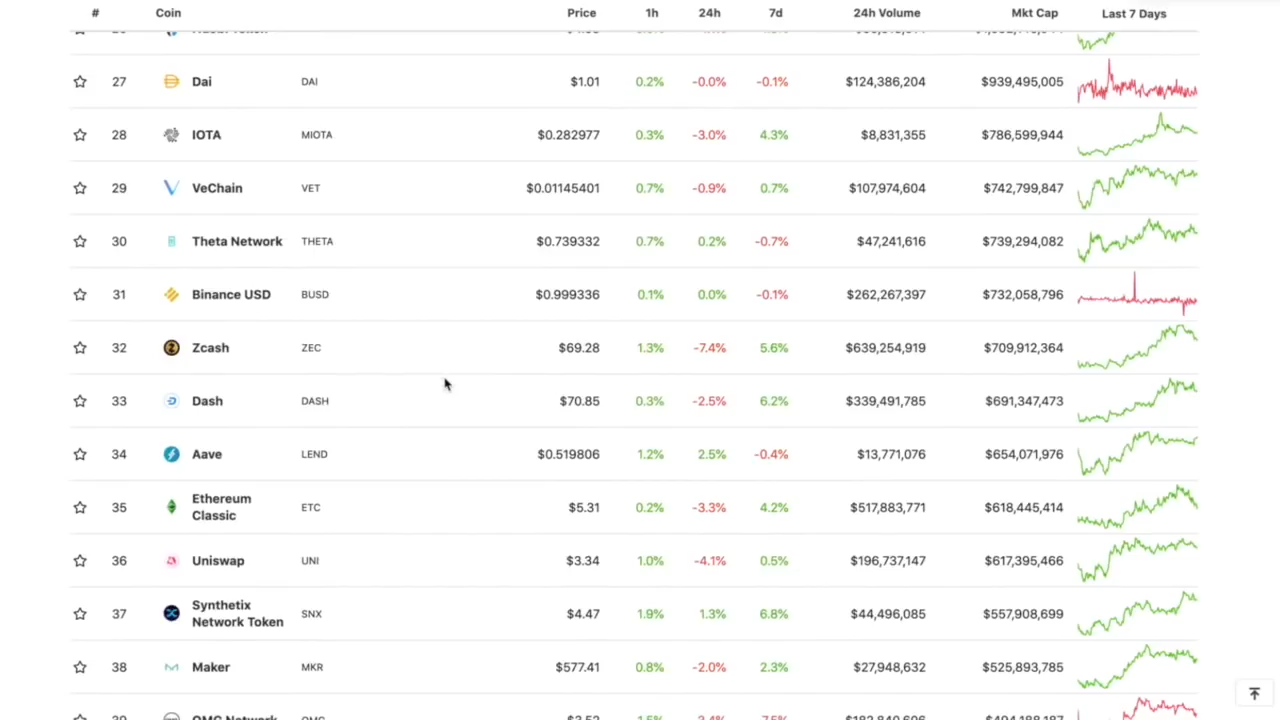 # Coin Price 1h 24h 7d 24h Volume Mkt Cap Last 7 Days
27 Dai DAI $1.01 0.2% -0.0% -0.1% $124,386,204 $939,495,005
28 IOTA MIOTA $0.282977 0.3% -3.0% 4.3% $8,831,355 $786,599,944
29 VeChain VET $0.01145401 0.7% -0.9% 0.7% $107,974,604 $742,799,847
30 Theta Network THETA $0.739332 0.7% 0.2% -0.7% $47,241,616 $739,294,082
31 Binance USD BUSD $0.999336 0.1% 0.0% -0.1% $262,267,397 $732,058,796
32 Zcash ZEC $69.28 1.3% -7.4% 5.6% $639,254,919 $709,912,364
33 Dash DASH $70.85 0.3% -2.5% 6.2% $339,491,785 $691,347,473
34 Aave LEND $0.519806 1.2% 2.5% -0.4% $13,771,076 $654,071,976
35 Ethereum Classic ETC $5.31 0.2% -3.3% 4.2% $517,883,771 $618,445,414
36 Uniswap UNI $3.34 1.0% -4.1% 0.5% $196,737,147 $617,395,466
37 Synthetix Network Token SNX $4.47 1.9% 1.3% 6.8% $44,496,085 $557,908,699
38 Maker MKR $577.41 0.8% -2.0% 2.3% $27,948,632 $525,893,785
OMG Network OMG